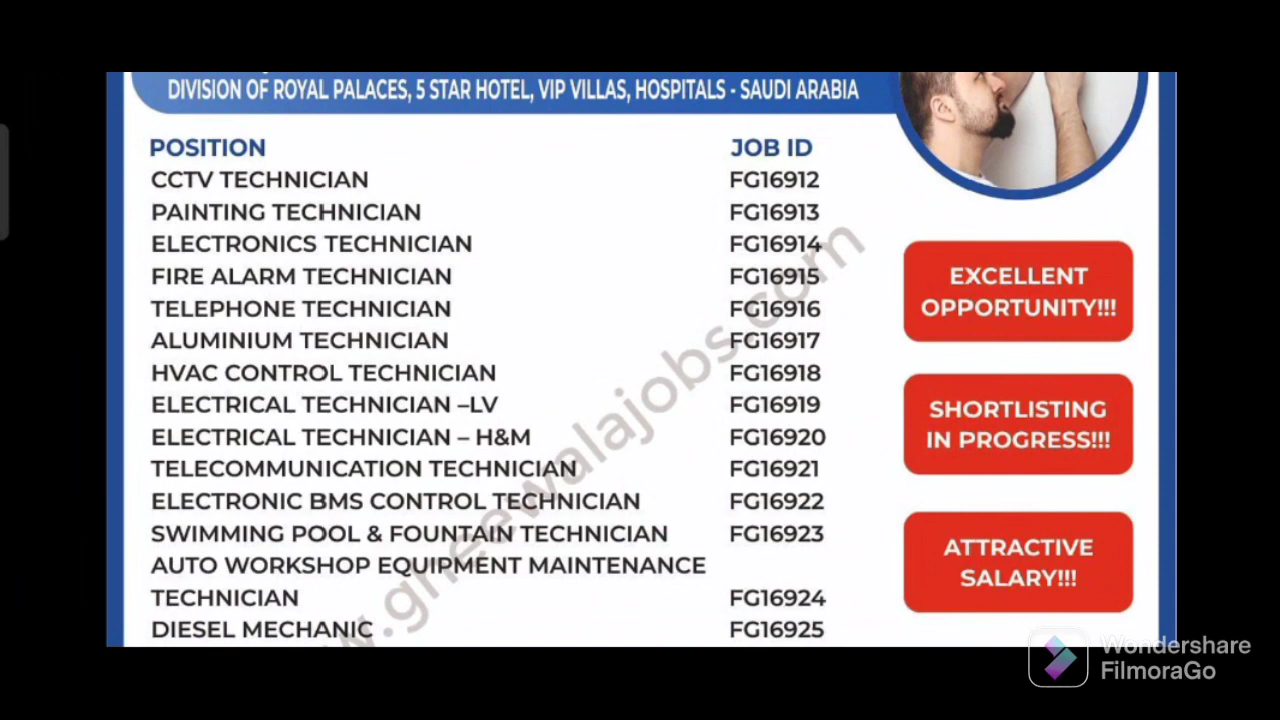 DIVISION OF ROYAL PALACES, 5 STAR HOTEL, VIP VILLAS, HOSPITALS - SAUDI ARABIA
POSITION JOB ID
CCTV TECHNICIAN FG16912
PAINTING TECHNICIAN FG16913
ELECTRONICS TECHNICIAN FG16914
FIRE ALARM TECHNICIAN FG16915
TELEPHONE TECHNICIAN FG16916
ALUMINIUM TECHNICIAN FG16917
HVAC CONTROL TECHNICIAN FG16918
ELECTRICAL TECHNICIAN –LV FG16919
ELECTRICAL TECHNICIAN – H&M FG16920
TELECOMMUNICATION TECHNICIAN FG16921
ELECTRONIC BMS CONTROL TECHNICIAN FG16922
SWIMMING POOL & FOUNTAIN TECHNICIAN FG16923
AUTO WORKSHOP EQUIPMENT MAINTENANCE
TECHNICIAN FG16924
DIESEL MECHANIC FG16925
EXCELLENT
OPPORTUNITY!!!
SHORTLISTING
IN PROGRESS!!!
ATTRACTIVE
SALARY!!!
w.gheewalajobs.com
Wondershare
FilmoraGo